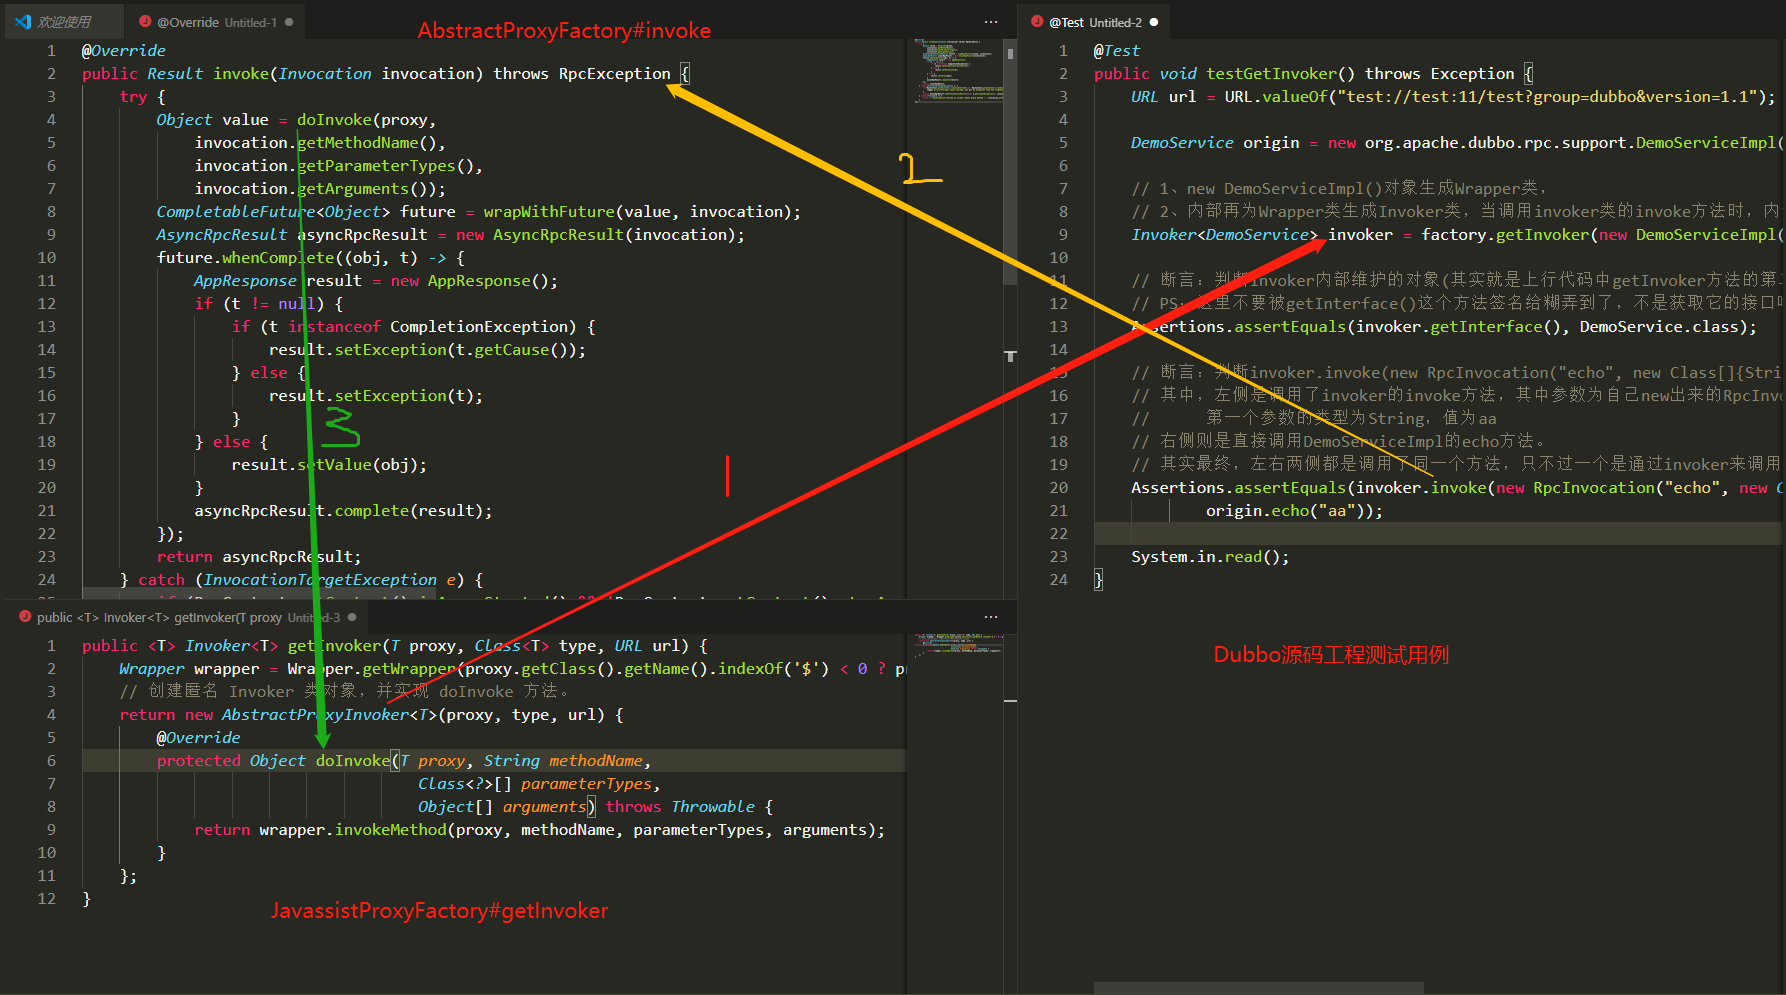 欢迎使用
@Override Untitled-1
AbstractProxyFactory#invoke
1 @Override
2 public Result invoke(Invocation invocation) throws RpcException {
3 try {
4 Object value = doInvoke(proxy,
5 invocation.getMethodName(),
6 invocation.getParameterTypes(),
7 invocation.getArguments());
8 CompletableFuture<Object> future = wrapWithFuture(value, invocation);
9 AsyncRpcResult asyncRpcResult = new AsyncRpcResult(invocation);
10 future.whenComplete((obj, t) -> {
11 AppResponse result = new AppResponse();
12 if (t != null) {
13 if (t instanceof CompletionException) {
14 result.setException(t.getCause());
15 } else {
16 result.setException(t);
17 }
18 } else {
19 result.setValue(obj);
20 }
21 asyncRpcResult.complete(result);
22 });
23 return asyncRpcResult;
24 } catch (InvocationTargetException e) {
2
3
1
public <T> Invoker<T> getInvoker(T proxy Untitled-3
1 public <T> Invoker<T> getInvoker(T proxy, Class<T> type, URL url) {
2 Wrapper wrapper = Wrapper.getWrapper(proxy.getClass().getName().indexOf('$') < 0 ? pr
3 // 创建匿名 Invoker 类对象，并实现 doInvoke 方法。
4 return new AbstractProxyInvoker<T>(proxy, type, url) {
5 @Override
6 protected Object doInvoke(T proxy, String methodName,
7 Class<?>[] parameterTypes,
8 Object[] arguments) throws Throwable {
9 return wrapper.invokeMethod(proxy, methodName, parameterTypes, arguments);
10 }
11 };
12 }
JavassistProxyFactory#getInvoker
@Test Untitled-2
1 @Test
2 public void testGetInvoker() throws Exception {
3 URL url = URL.valueOf("test://test:11/test?group=dubbo&version=1.1");
4
5 DemoService origin = new org.apache.dubbo.rpc.support.DemoServiceImpl(
6
7 // 1、new DemoServiceImpl()对象生成Wrapper类，
8 // 2、内部再为Wrapper类生成Invoker类，当调用invoker类的invoke方法时，内
9 Invoker<DemoService> invoker = factory.getInvoker(new DemoServiceImpl(
10
11 // 断言：判断invoker内部维护的对象(其实就是上行代码中getInvoker方法的第
12 // PS：这里不要被getInterface()这个方法签名给糊弄到了，不是获取它的接口
13 Assertions.assertEquals(invoker.getInterface(), DemoService.class);
14
15 // 断言：判断invoker.invoke(new RpcInvocation("echo", new Class[]{Stri
16 // 其中，左侧是调用了invoker的invoke方法，其中参数为自己new出来的RpcInvo
17 // 第一个参数的类型为String，值为aa
18 // 右侧则是直接调用DemoServiceImpl的echo方法。
19 // 其实最终，左右两侧都是调用了同一个方法，只不过一个是通过invoker来调用
20 Assertions.assertEquals(invoker.invoke(new RpcInvocation("echo", new C
21 origin.echo("aa"));
22
23 System.in.read();
24 }
Dubbo源码工程测试用例